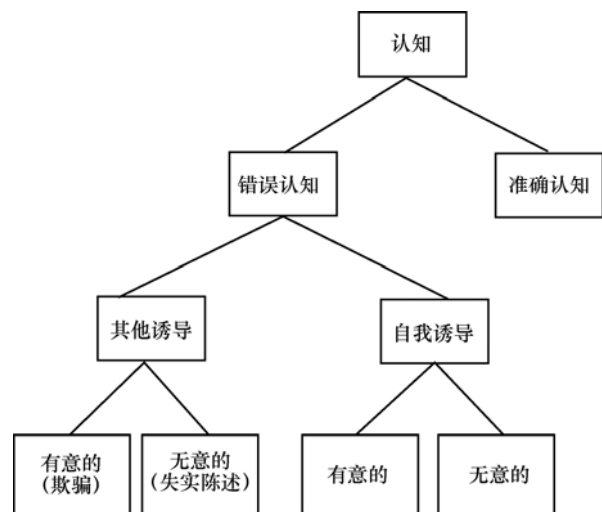 认知
错误认知
准确认知
其他诱导
自我诱导
有意的
(欺骗)
无意的
(失实陈述)
有意的
无意的